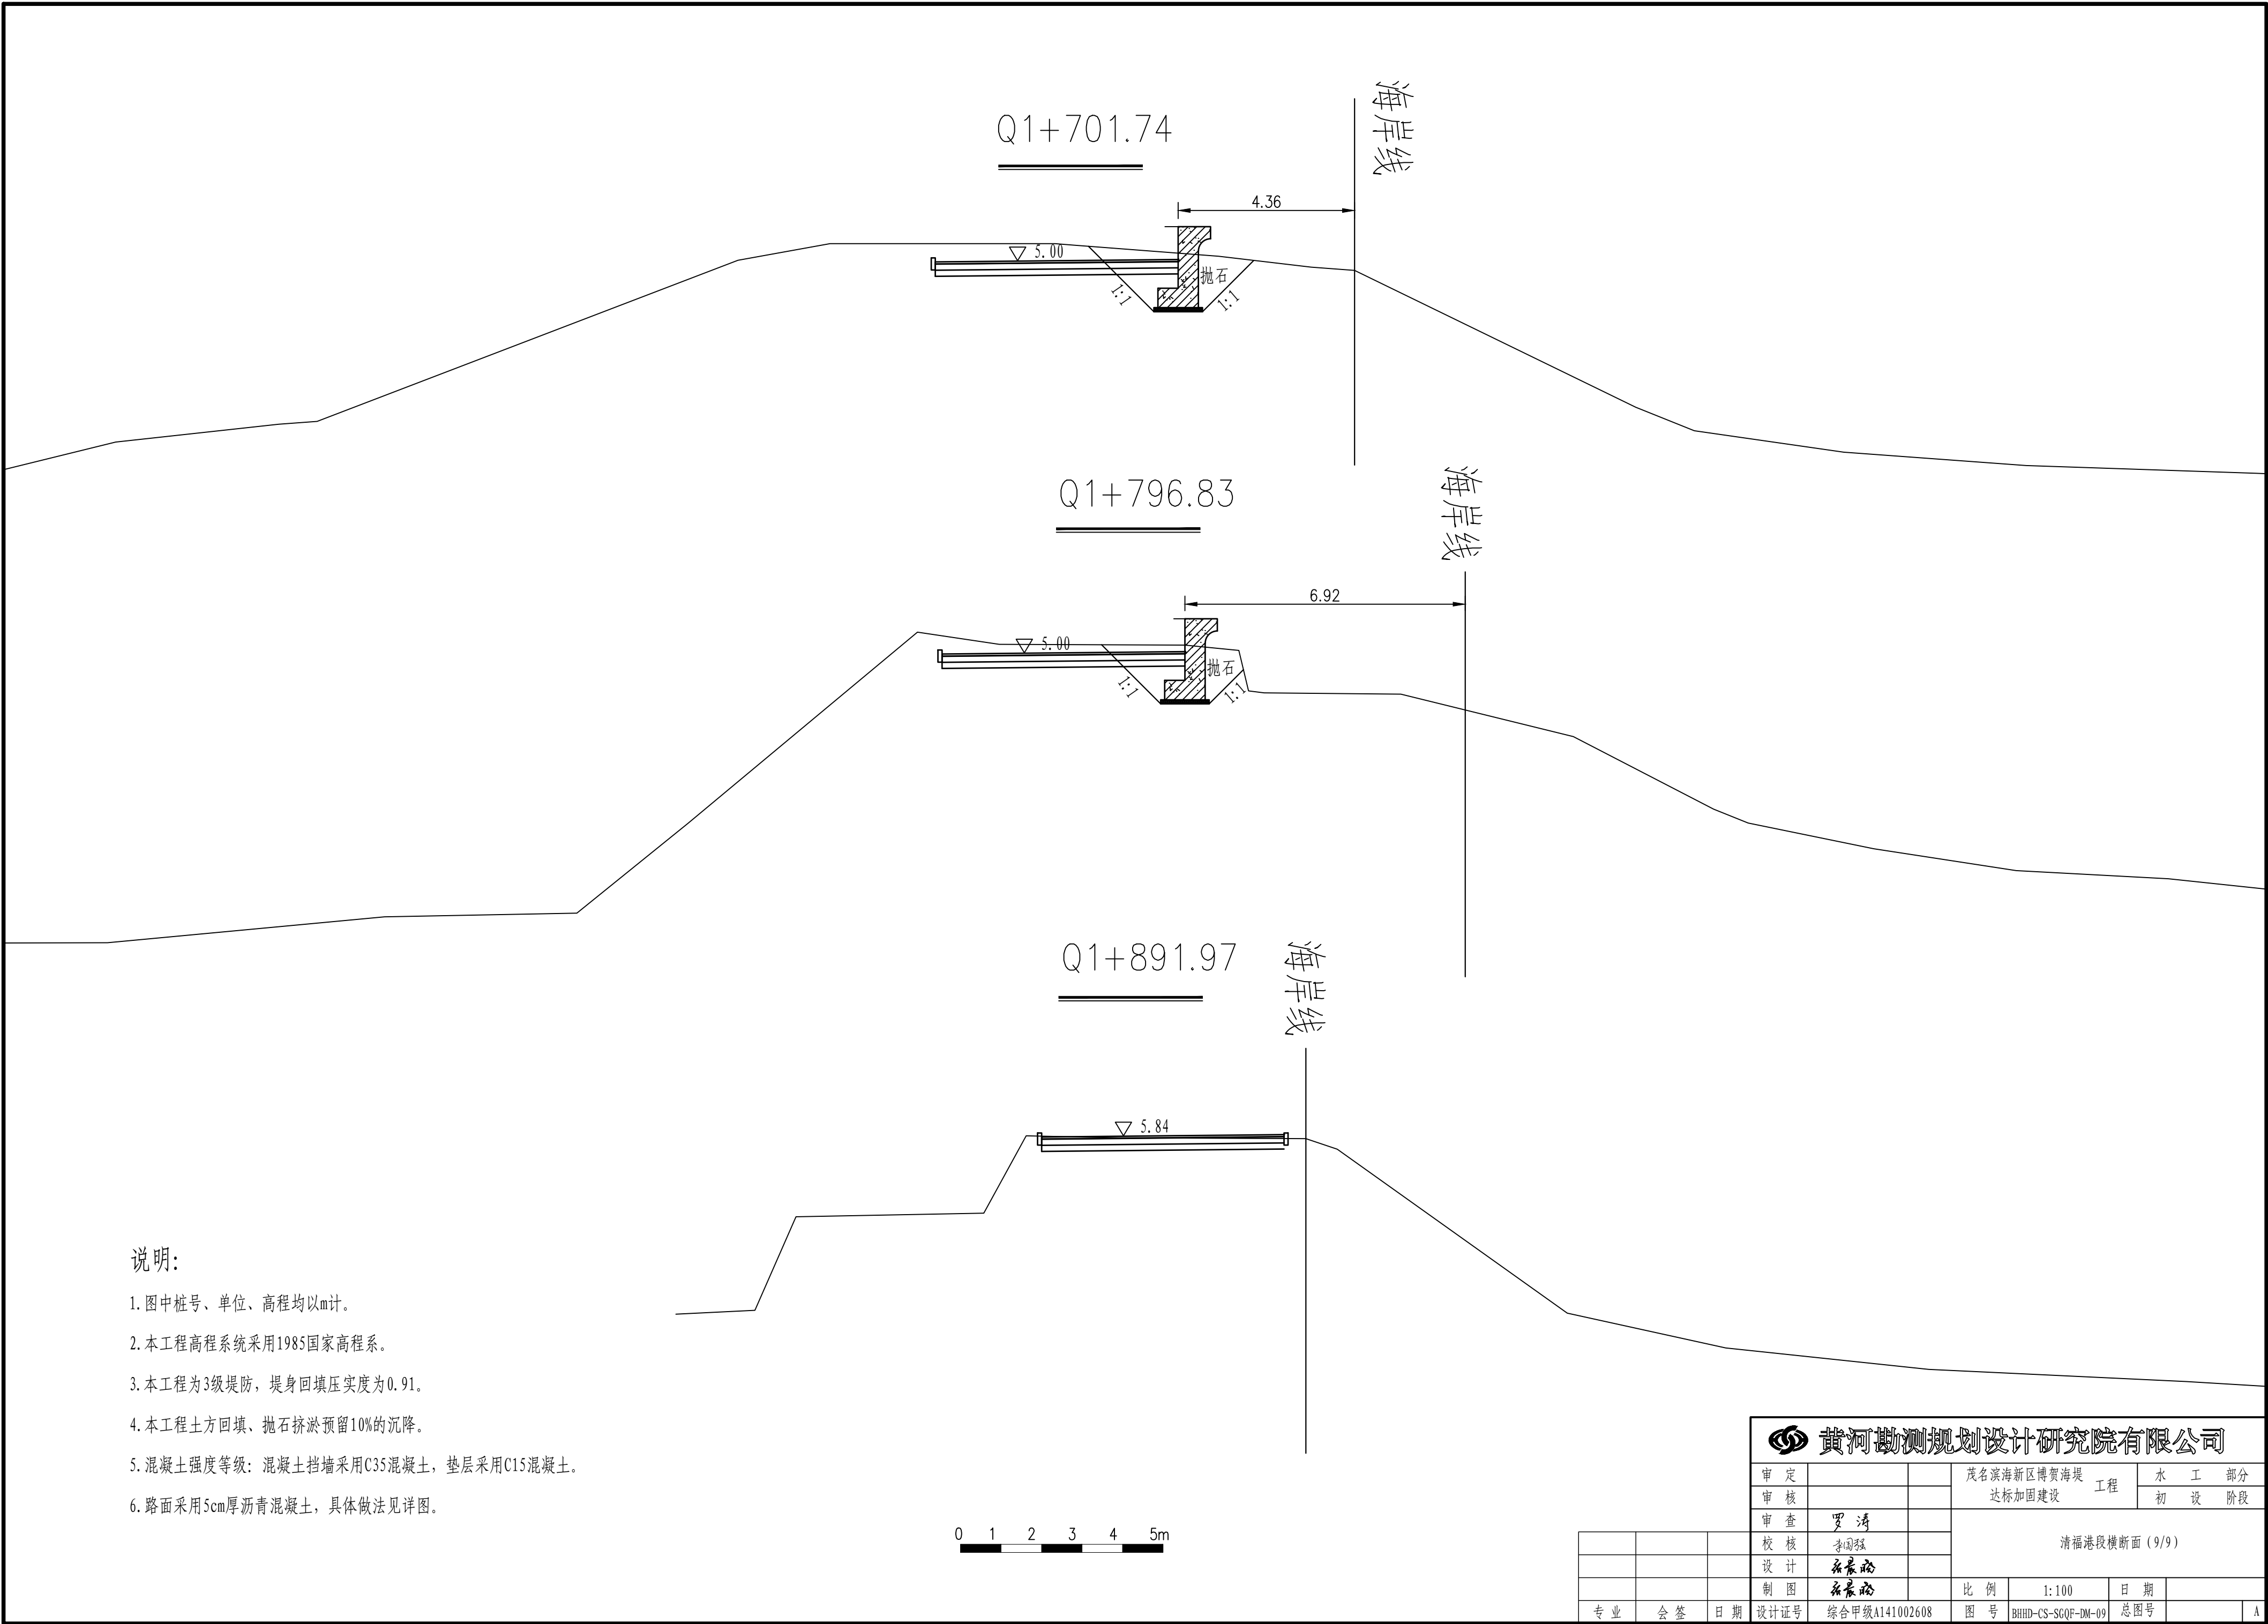 Q1+701.74
海岸线
4.36
5.00
抛石
1:1
1:1
Q1+796.83
海岸线
6.92
5.00
抛石
1:1
1:1
Q1+891.97
海岸线
5.84
说明:
1.图中桩号、单位、高程均以m计。
2.本工程高程系统采用1985国家高程系。
3.本工程为3级堤防，堤身回填压实度为0.91。
4.本工程土方回填、抛石挤淤预留10%的沉降。
5.混凝土强度等级：混凝土挡墙采用C35混凝土，垫层采用C15混凝土。
6.路面采用5cm厚沥青混凝土，具体做法见详图。
0 1 2 3 4 5m
黄河勘测规划设计研究院有限公司
审 定
茂名滨海新区博贺海堤
达标加固建设
工程
水 工 部分
审 核
初 设 阶段
审 查 罗涛
清福港段横断面（9/9）
校 核 李国强
设 计
制 图
比 例 1:100 日 期
专 业 会 签 日 期 设计证号 综合甲级A141002608 图 号 BHHD-CS-SGQF-DM-09 总图号 A